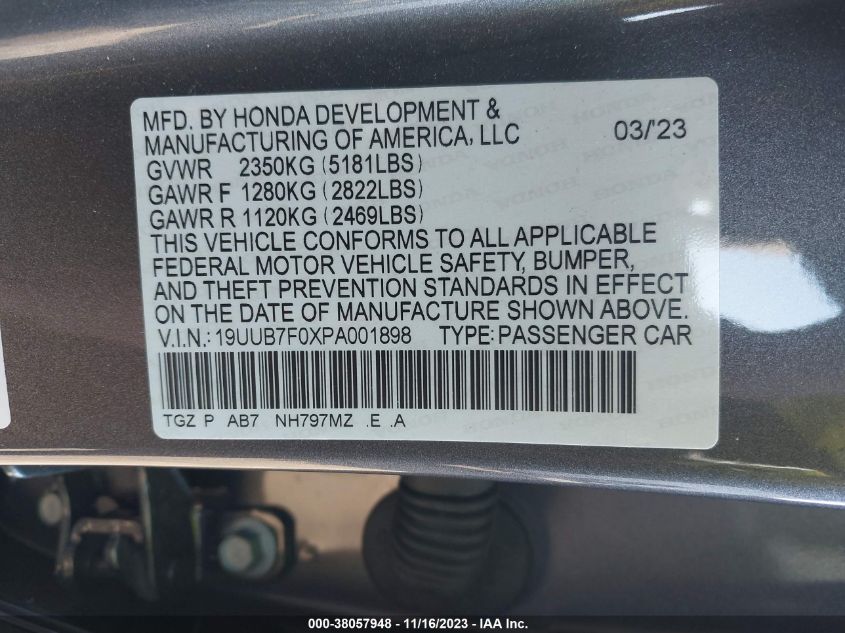 MFD. BY HONDA DEVELOPMENT &
MANUFACTURING OF AMERICA, LLC 03/'23
GVWR 2350KG (5181LBS)
GAWR F 1280KG (2822LBS)
GAWR R 1120KG (2469LBS)
THIS VEHICLE CONFORMS TO ALL APPLICABLE
FEDERAL MOTOR VEHICLE SAFETY, BUMPER,
AND THEFT PREVENTION STANDARDS IN EFFECT
ON THE DATE OF MANUFACTURE SHOWN ABOVE.
V.I.N.: 19UUB7F0XPA001898 TYPE: PASSENGER CAR
TGZ P AB7 NH797MZ .E .A
000-38057948 - 11/16/2023 - IAA Inc.